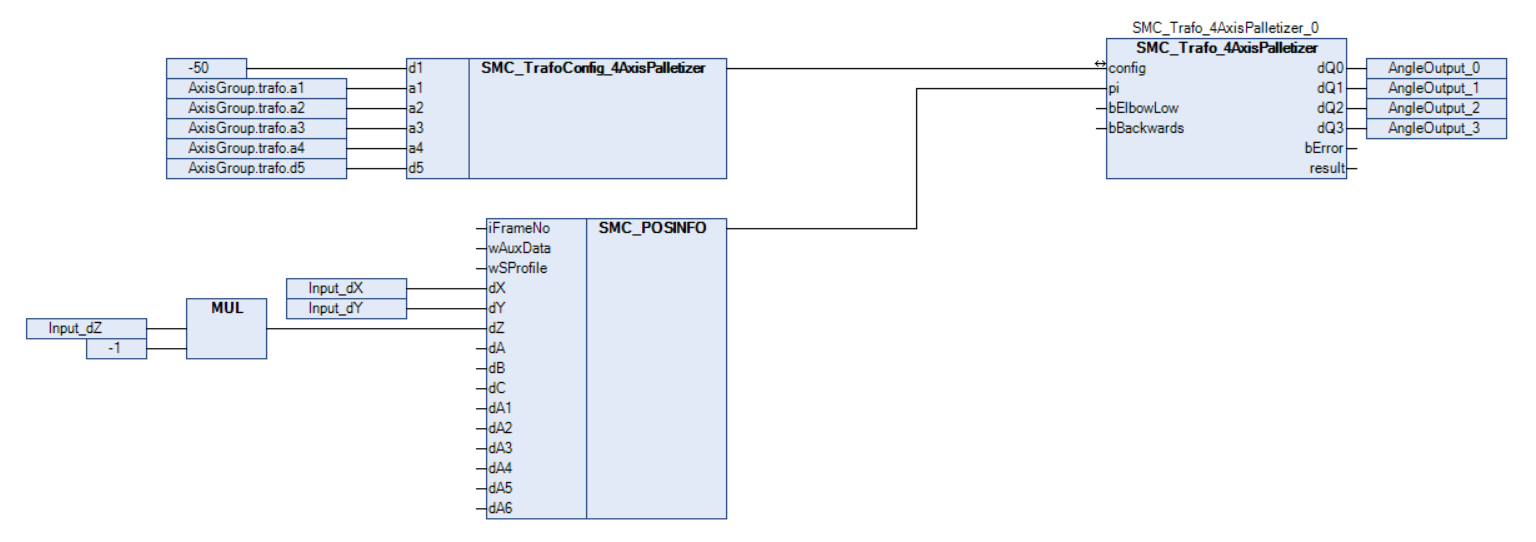 SMC_Trafo_4AxisPalletizer_0
SMC_TrafoConfig_4AxisPalletizer
-50 d1
AxisGroup.trafo.a1 a1
AxisGroup.trafo.a2 a2
AxisGroup.trafo.a3 a3
AxisGroup.trafo.a4 a4
AxisGroup.trafo.d5 d5
SMC_Trafo_4AxisPalletizer
config dQ0 AngleOutput_0
pi dQ1 AngleOutput_1
bElbowLow dQ2 AngleOutput_2
bBackwards dQ3 AngleOutput_3
bError
result
SMC_POSINFO
iFrameNo
wAuxData
wSProfile
Input_dX dX
Input_dY dY
MUL
Input_dZ dZ
-1
dA
dB
dC
dA1
dA2
dA3
dA4
dA5
dA6